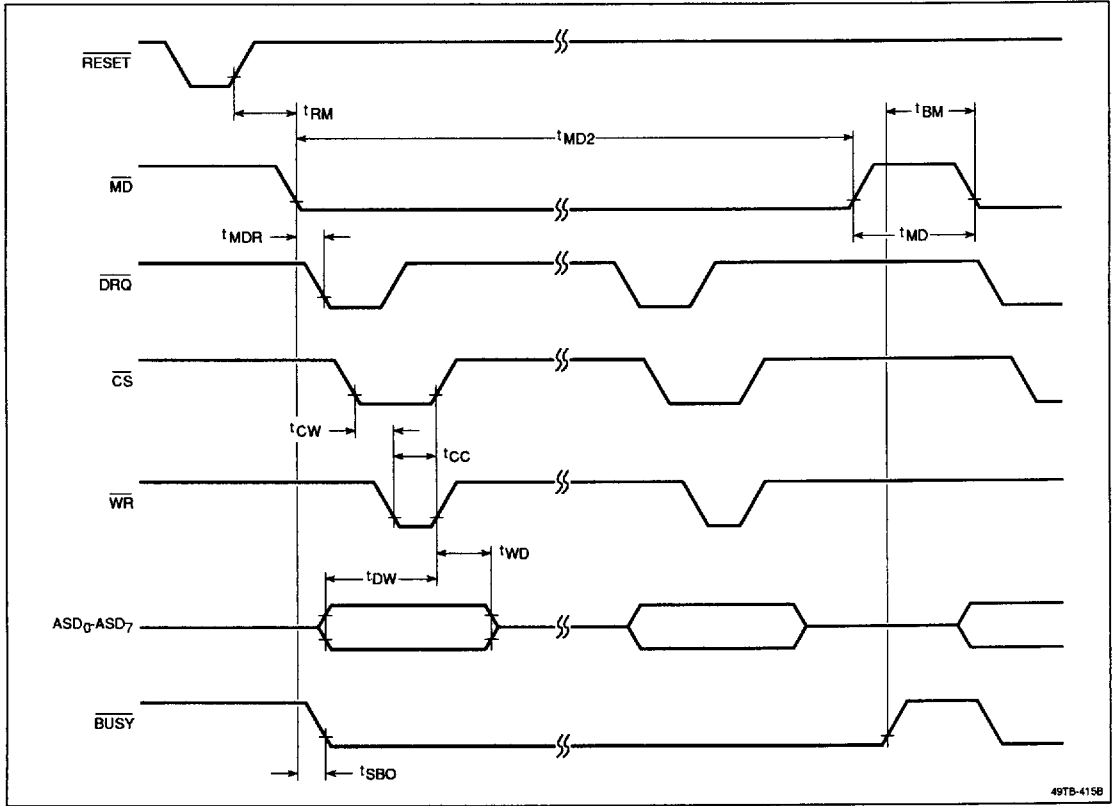 RESET
tRM
tBM
tMD2
MD
tMD
tMDR
DRQ
CS
tCW
tCC
WR
tWD
tDW
ASD0-ASD7
BUSY
tSBO
49TB-415B